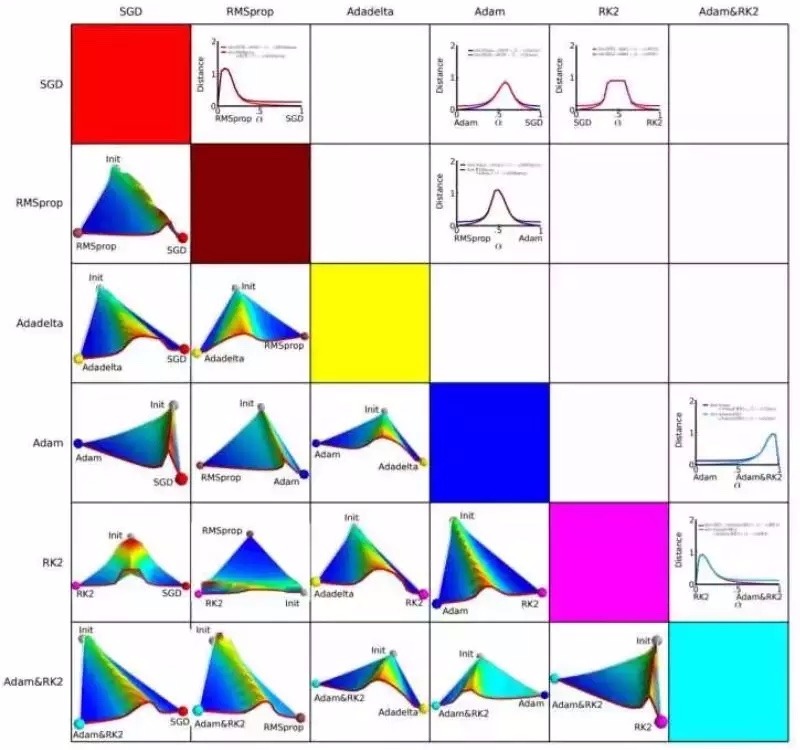 SGD RMSprop Adadelta Adam RK2 Adam&RK2
SGD
Distance
2
1
0
RMSprop α .5 SGD
1
Distance
2
1
0
Adam α .5 SGD
1
Distance
2
1
0
SGD α .5 RK2
1
RMSprop
Init
RMSprop
SGD
Distance
2
1
0
RMSprop .5 Adam
α
1
Adadelta
Init
Adadelta
SGD
Init
Adadelta
RMSprop
Adam
Init
Adam
SGD
Init
RMSprop
Adam
Init
Adam
Adadelta
Distance
2
1
0
Adam .5 Adam&RK2
α
1
RK2
Init
RK2
SGD
RMSprop
RK2
Init
Init
Adadelta
RK2
Init
Adam
RK2
Distance
2
1
0
RK2 .5 Adam&RK2
α
1
Adam&RK2
Init
Adam&RK2
SGD
Init
Adam&RK2
RMSprop
Init
Adam&RK2
Adadelta
Init
Adam&RK2
Adam
Init
Adam&RK2
RK2